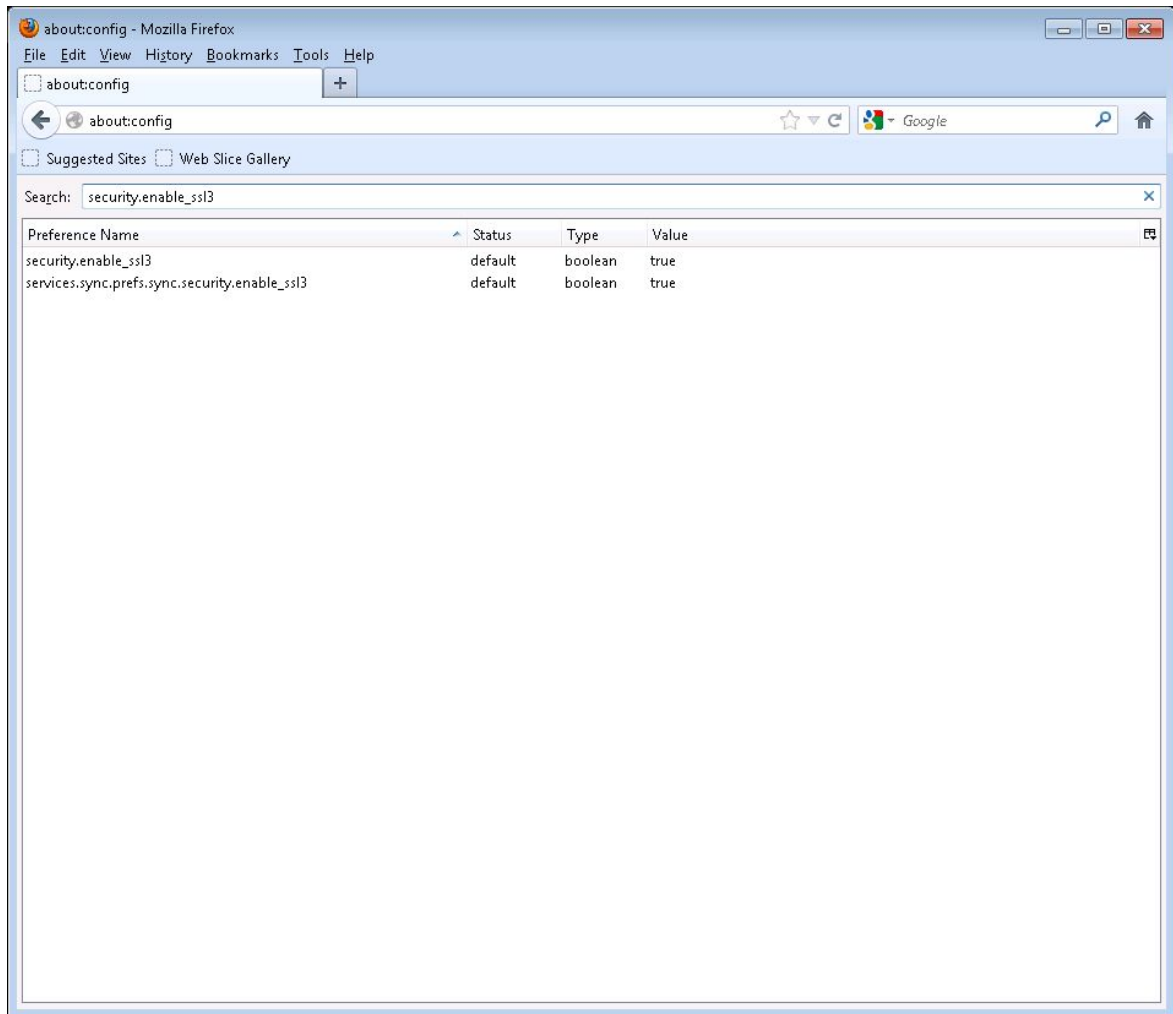 about:config - Mozilla Firefox
File Edit View History Bookmarks Tools Help
about:config
about:config Google
Suggested Sites Web Slice Gallery
Search: security.enable_ssl3
Preference Name Status Type Value
security.enable_ssl3 default boolean true
services.sync.prefs.sync.security.enable_ssl3 default boolean true